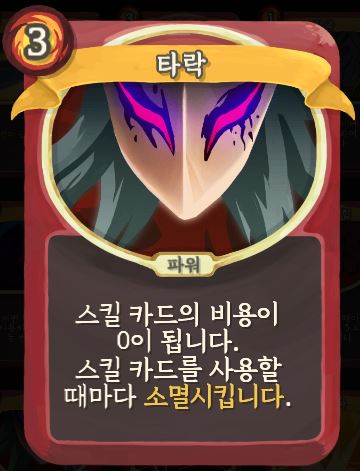 3
타락
파워
스킬 카드의 비용이
0이 됩니다.
스킬 카드를 사용할
때마다 소멸시킵니다.